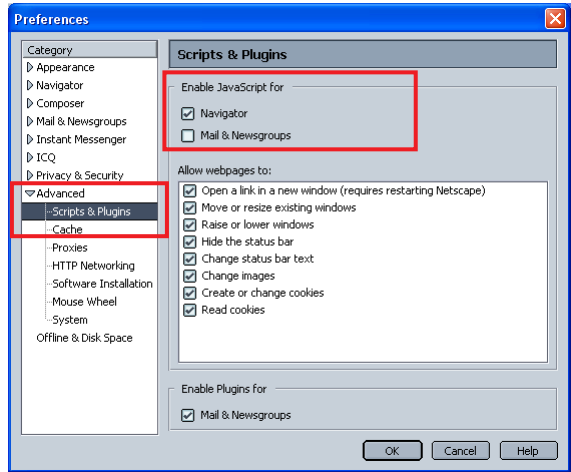 Preferences
Category
Appearance
Navigator
Composer
Mail & Newsgroups
Instant Messenger
ICQ
Privacy & Security
Advanced
Scripts & Plugins
Cache
Proxies
HTTP Networking
Software Installation
Mouse Wheel
System
Offline & Disk Space
Scripts & Plugins
Enable JavaScript for
Navigator
Mail & Newsgroups
Allow webpages to:
Open a link in a new window (requires restarting Netscape)
Move or resize existing windows
Raise or lower windows
Hide the status bar
Change status bar text
Change images
Create or change cookies
Read cookies
Enable Plugins for
Mail & Newsgroups
OK Cancel Help